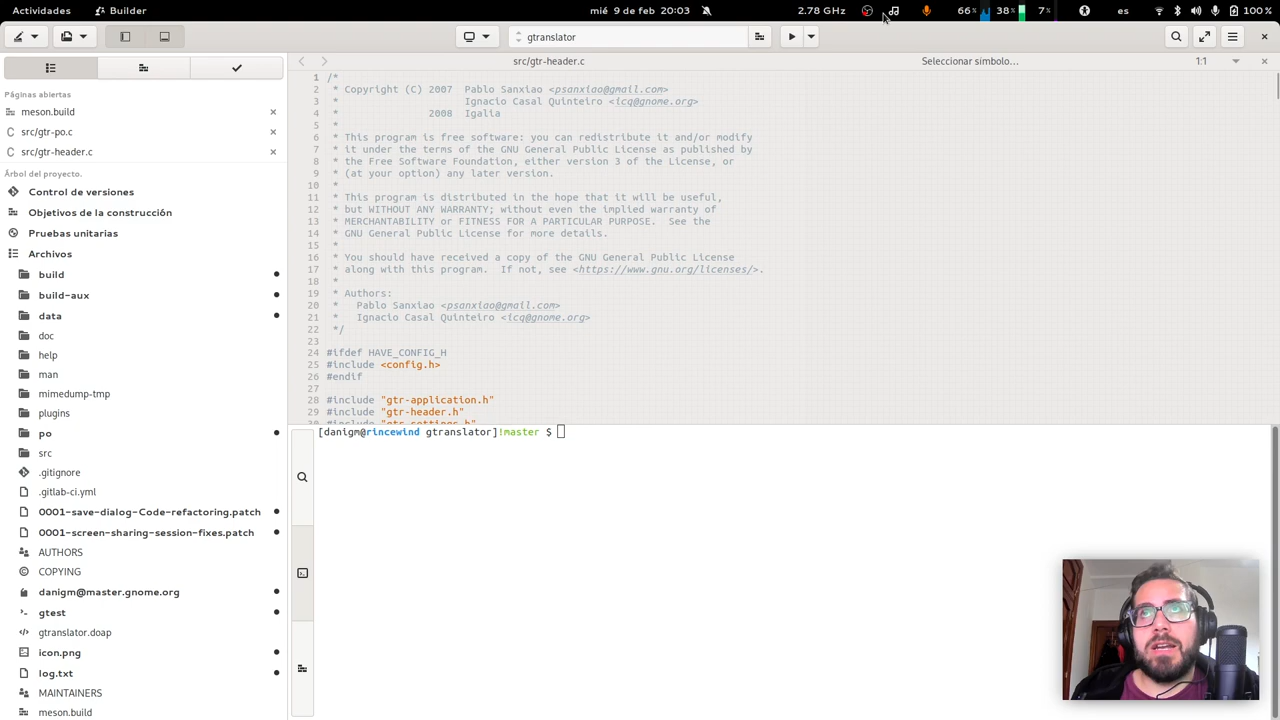 Actividades
Builder
mié 9 de feb 20:03
2.78 GHz
66%
38%
7%
es
100 %
gtranslator
src/gtr-header.c
Seleccionar símbolo…
1:1
Páginas abiertas
meson.build
src/gtr-po.c
src/gtr-header.c
Árbol del proyecto.
Control de versiones
Objetivos de la construcción
Pruebas unitarias
Archivos
build
build-aux
data
doc
help
man
mimedump-tmp
plugins
po
src
.gitignore
.gitlab-ci.yml
0001-save-dialog-Code-refactoring.patch
0001-screen-sharing-session-fixes.patch
AUTHORS
COPYING
danigm@master.gnome.org
gtest
gtranslator.doap
icon.png
log.txt
MAINTAINERS
meson.build
1 /*
2 * Copyright (C) 2007 Pablo Sanxiao <psanxiao@gmail.com>
3 * Ignacio Casal Quinteiro <icq@gnome.org>
4 * 2008 Igalia
5 *
6 * This program is free software: you can redistribute it and/or modify
7 * it under the terms of the GNU General Public License as published by
8 * the Free Software Foundation, either version 3 of the License, or
9 * (at your option) any later version.
10 *
11 * This program is distributed in the hope that it will be useful,
12 * but WITHOUT ANY WARRANTY; without even the implied warranty of
13 * MERCHANTABILITY or FITNESS FOR A PARTICULAR PURPOSE. See the
14 * GNU General Public License for more details.
15 *
16 * You should have received a copy of the GNU General Public License
17 * along with this program. If not, see <https://www.gnu.org/licenses/>.
18 *
19 * Authors:
20 * Pablo Sanxiao <psanxiao@gmail.com>
21 * Ignacio Casal Quinteiro <icq@gnome.org>
22 */
23
24 #ifdef HAVE_CONFIG_H
25 #include <config.h>
26 #endif
27
28 #include "gtr-application.h"
29 #include "gtr-header.h"
30 #include "gtr-settings.h"
[danigm@rincewind gtranslator]!master $